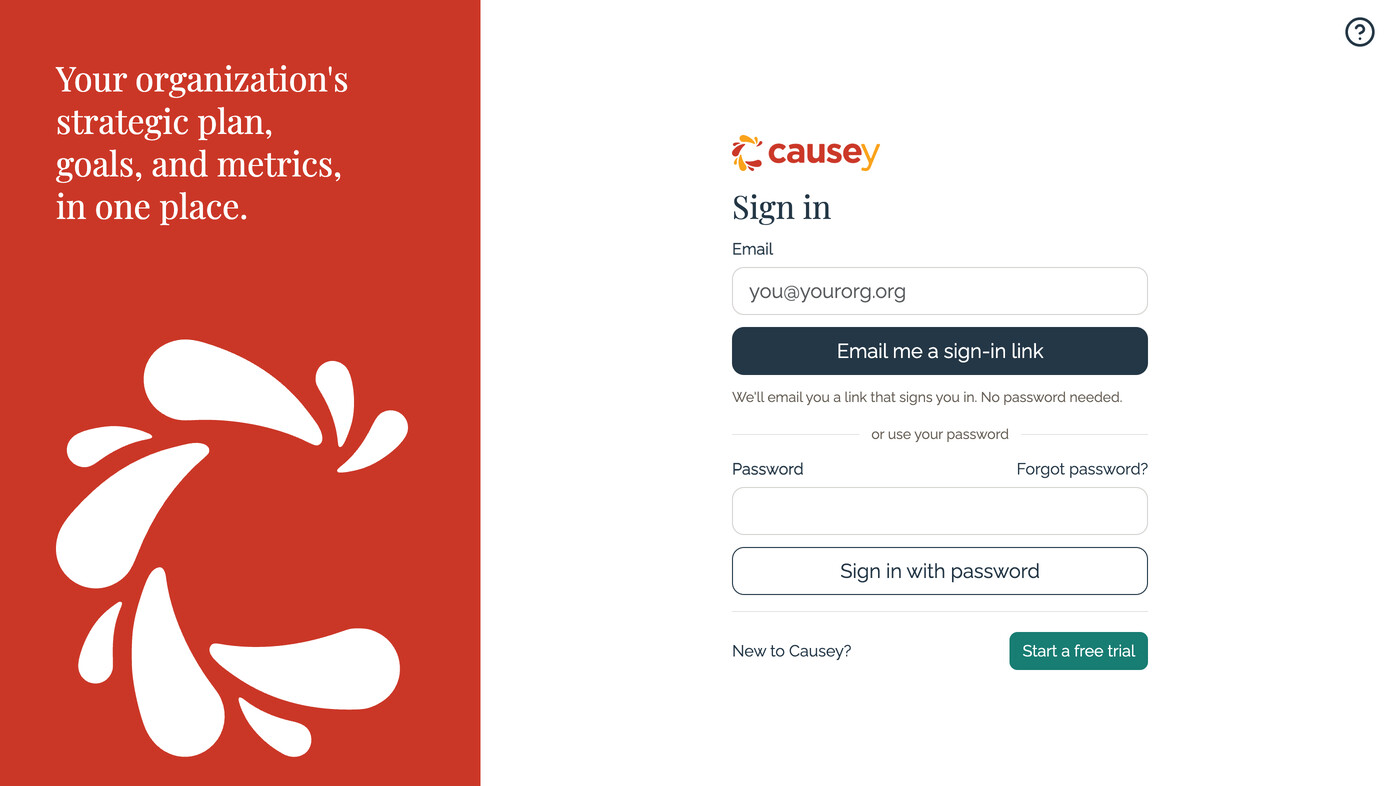 Your organization's
strategic plan,
goals, and metrics,
in one place.
causey
Sign in
Email
you@yourorg.org
Email me a sign-in link
We'll email you a link that signs you in. No password needed.
or use your password
Password Forgot password?
Sign in with password
New to Causey? Start a free trial